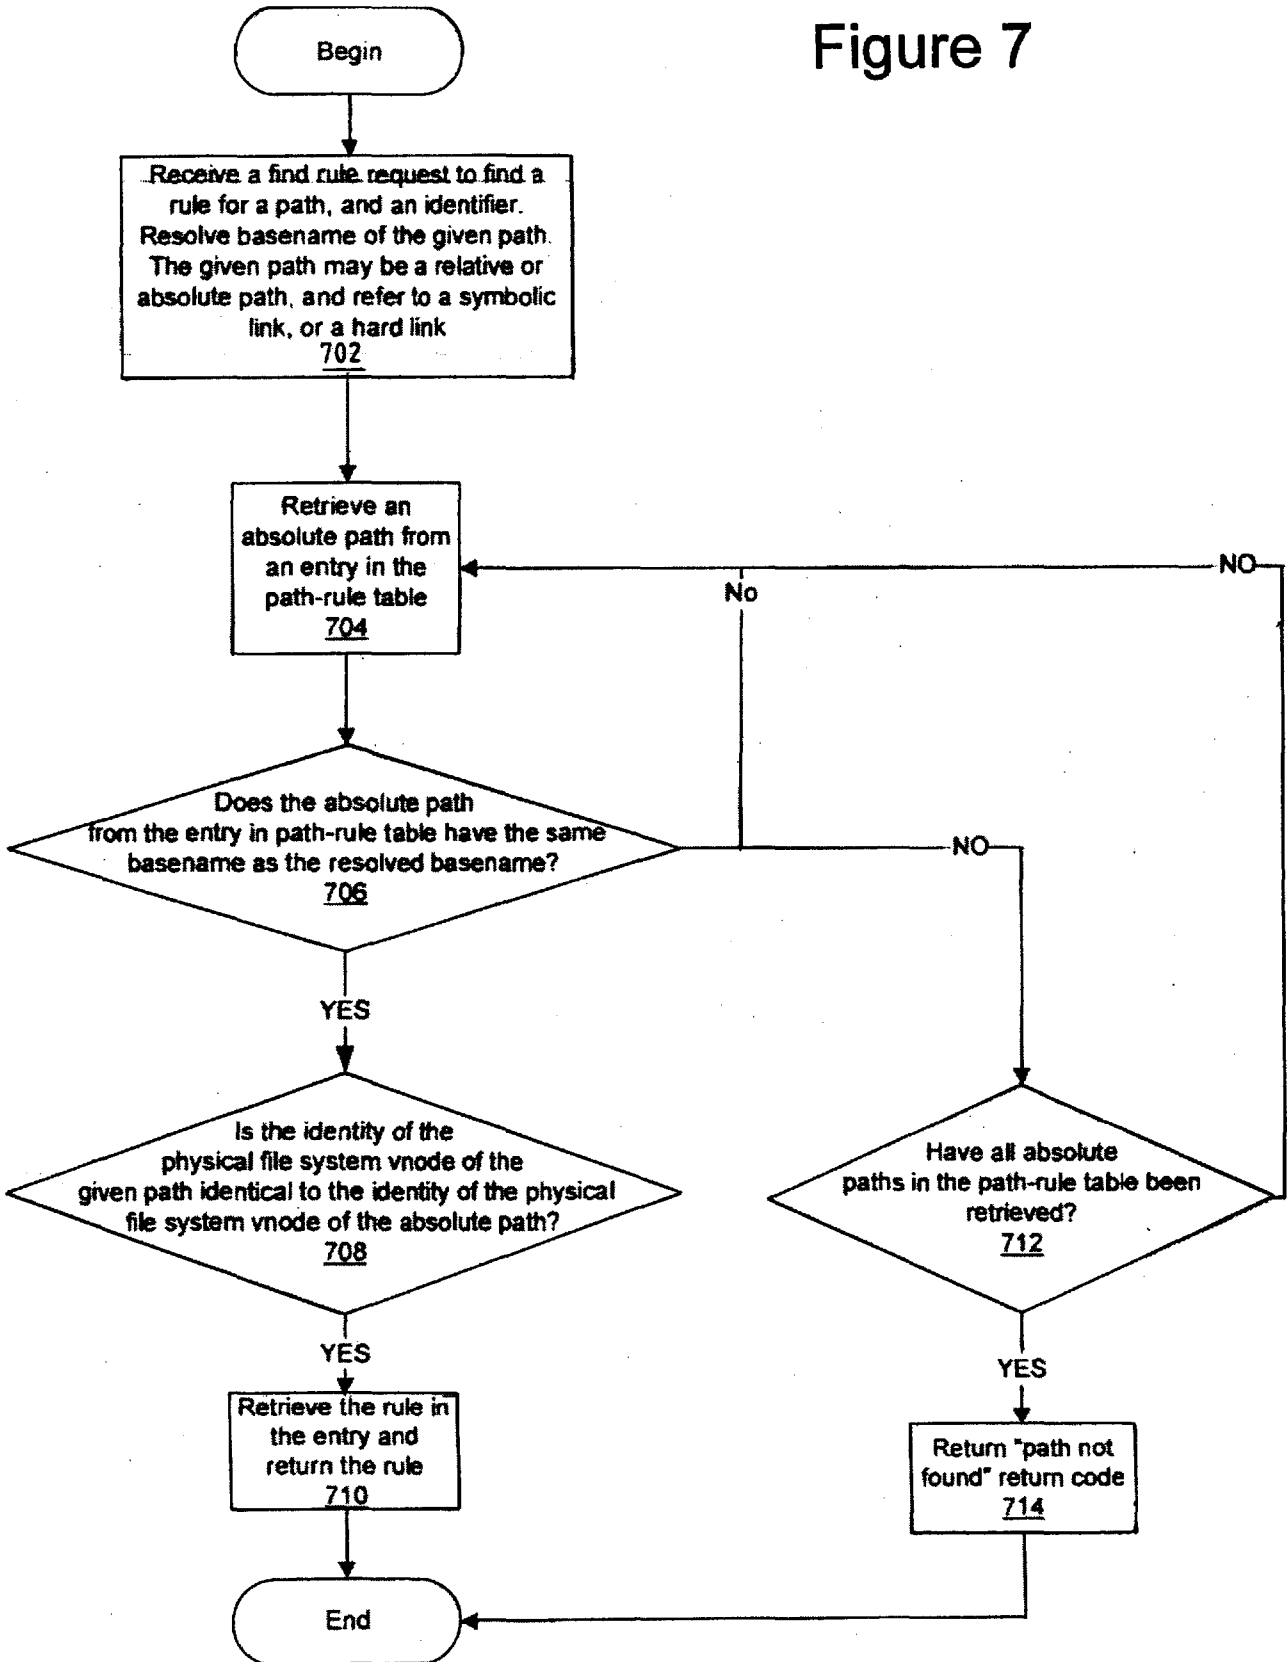 Figure 7
Begin
Receive a find rule request to find a
rule for a path, and an identifier.
Resolve basename of the given path.
The given path may be a relative or
absolute path, and refer to a symbolic
link, or a hard link
702
Retrieve an
absolute path from
an entry in the
path-rule table
704
NO
No
Does the absolute path
from the entry in path-rule table have the same
basename as the resolved basename?
706
NO
YES
Is the identity of the
physical file system vnode of the
given path identical to the identity of the physical
file system vnode of the absolute path?
708
Have all absolute
paths in the path-rule table been
retrieved?
712
YES
YES
Retrieve the rule in
the entry and
return the rule
710
Return "path not
found" return code
714
End